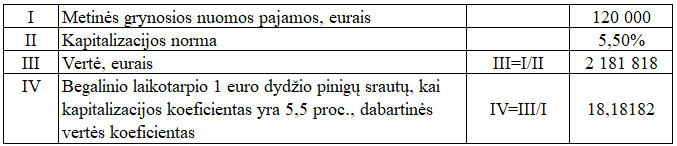 I Metinės grynosios nuomos pajamos, eurais 120 000
II Kapitalizacijos norma 5,50%
III Vertė, eurais III=I/II 2 181 818
IV Begalinio laikotarpio 1 euro dydžio pinigų srautų, kai
kapitalizacijos koeficientas yra 5,5 proc., dabartinės IV=III/I 18,18182
vertės koeficientas